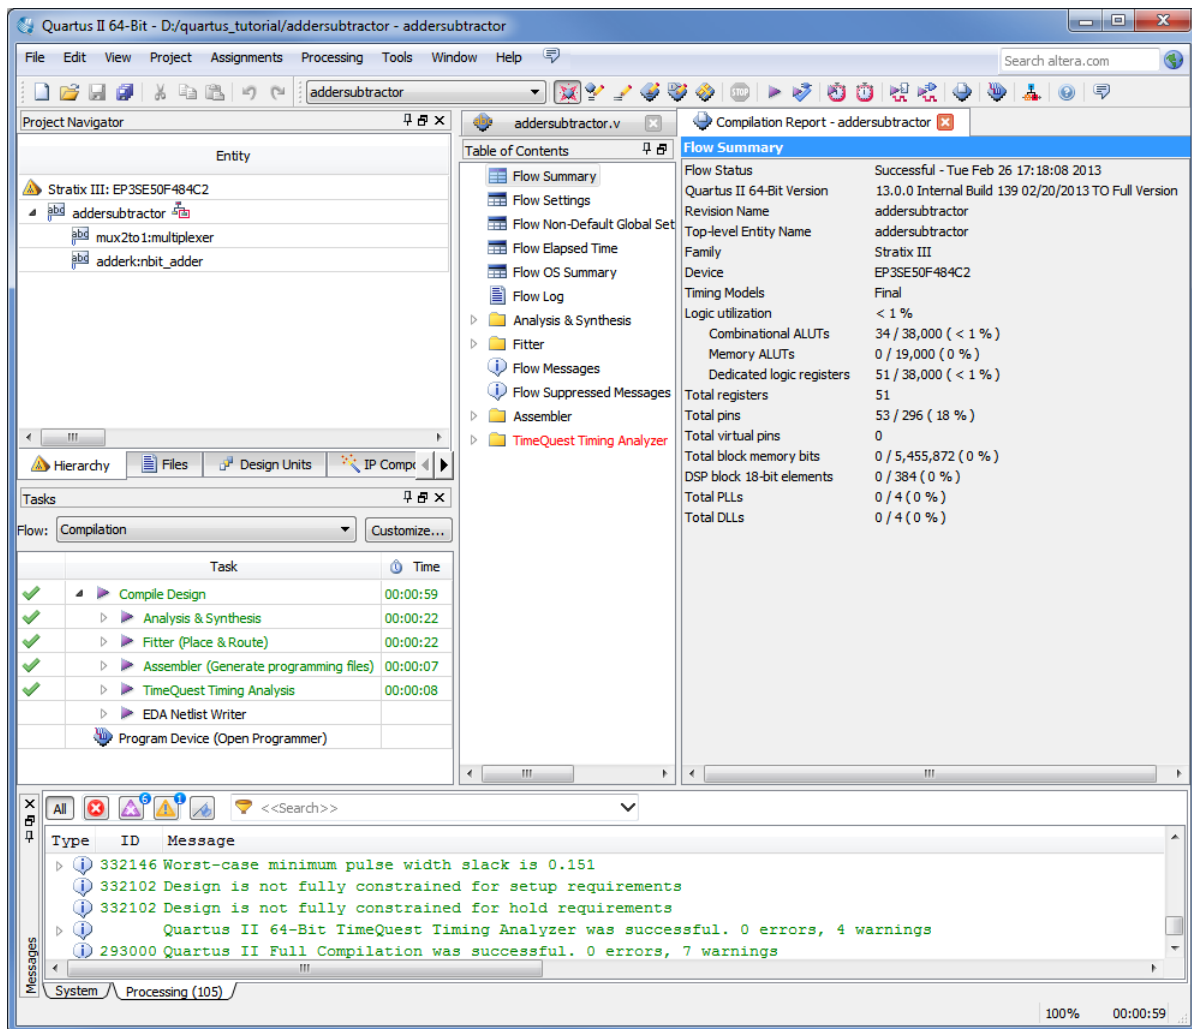 Quartus II 64-Bit - D:/quartus_tutorial/addersubtractor - addersubtractor
File Edit View Project Assignments Processing Tools Window Help
Search altera.com
addersubtractor
STOP
Project Navigator
Entity
Stratix III: EP3SE50F484C2
abd addersubtractor
abd mux2to1:multiplexer
abd adderk:nbit_adder
Hierarchy Files Design Units IP Compo
Tasks
Flow: Compilation Customize...
Task Time
Compile Design 00:00:59
Analysis & Synthesis 00:00:22
Fitter (Place & Route) 00:00:22
Assembler (Generate programming files) 00:00:07
TimeQuest Timing Analysis 00:00:08
EDA Netlist Writer
Program Device (Open Programmer)
addersubtractor.v
Compilation Report - addersubtractor
Table of Contents
Flow Summary
Flow Settings
Flow Non-Default Global Set
Flow Elapsed Time
Flow OS Summary
Flow Log
Analysis & Synthesis
Fitter
Flow Messages
Flow Suppressed Messages
Assembler
TimeQuest Timing Analyzer
Flow Summary
Flow Status Successful - Tue Feb 26 17:18:08 2013
Quartus II 64-Bit Version 13.0.0 Internal Build 139 02/20/2013 TO Full Version
Revision Name addersubtractor
Top-level Entity Name addersubtractor
Family Stratix III
Device EP3SE50F484C2
Timing Models Final
Logic utilization < 1 %
Combinational ALUTs 34 / 38,000 ( < 1 % )
Memory ALUTs 0 / 19,000 ( 0 % )
Dedicated logic registers 51 / 38,000 ( < 1 % )
Total registers 51
Total pins 53 / 296 ( 18 % )
Total virtual pins 0
Total block memory bits 0 / 5,455,872 ( 0 % )
DSP block 18-bit elements 0 / 384 ( 0 % )
Total PLLs 0 / 4 ( 0 % )
Total DLLs 0 / 4 ( 0 % )
All 6 1 <<Search>>
Type ID Message
332146 Worst-case minimum pulse width slack is 0.151
332102 Design is not fully constrained for setup requirements
332102 Design is not fully constrained for hold requirements
Quartus II 64-Bit TimeQuest Timing Analyzer was successful. 0 errors, 4 warnings
293000 Quartus II Full Compilation was successful. 0 errors, 7 warnings
Messages
System Processing (105)
100% 00:00:59